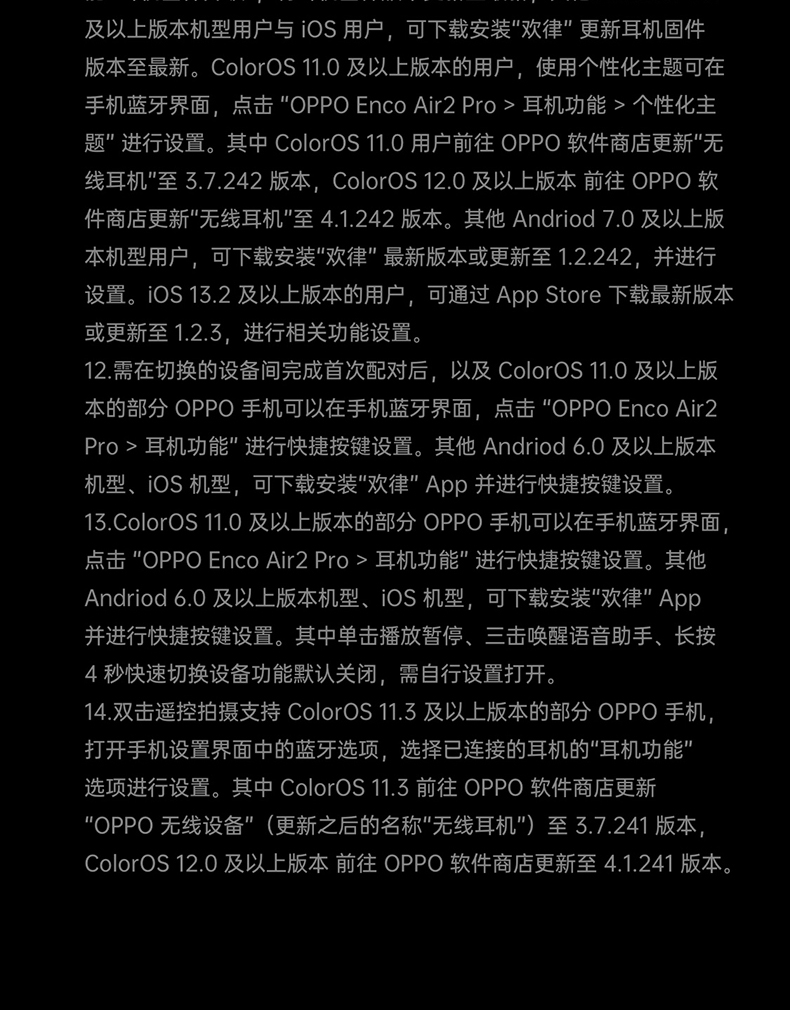 及以上版本机型用户与 iOS 用户，可下载安装“欢律” 更新耳机固件
版本至最新。ColorOS 11.0 及以上版本的用户，使用个性化主题可在
手机蓝牙界面，点击 “OPPO Enco Air2 Pro > 耳机功能 > 个性化主
题” 进行设置。其中 ColorOS 11.0 用户前往 OPPO 软件商店更新“无
线耳机”至 3.7.242 版本，ColorOS 12.0 及以上版本 前往 OPPO 软
件商店更新“无线耳机”至 4.1.242 版本。其他 Andriod 7.0 及以上版
本机型用户，可下载安装“欢律” 最新版本或更新至 1.2.242，并进行
设置。iOS 13.2 及以上版本的用户，可通过 App Store 下载最新版本
或更新至 1.2.3，进行相关功能设置。
12.需在切换的设备间完成首次配对后，以及 ColorOS 11.0 及以上版
本的部分 OPPO 手机可以在手机蓝牙界面，点击 “OPPO Enco Air2
Pro > 耳机功能” 进行快捷按键设置。其他 Andriod 6.0 及以上版本
机型、iOS 机型，可下载安装“欢律” App 并进行快捷按键设置。
13.ColorOS 11.0 及以上版本的部分 OPPO 手机可以在手机蓝牙界面，
点击 “OPPO Enco Air2 Pro > 耳机功能” 进行快捷按键设置。其他
Andriod 6.0 及以上版本机型、iOS 机型，可下载安装“欢律” App
并进行快捷按键设置。其中单击播放暂停、三击唤醒语音助手、长按
4 秒快速切换设备功能默认关闭，需自行设置打开。
14.双击遥控拍摄支持 ColorOS 11.3 及以上版本的部分 OPPO 手机，
打开手机设置界面中的蓝牙选项，选择已连接的耳机的“耳机功能”
选项进行设置。其中 ColorOS 11.3 前往 OPPO 软件商店更新
“OPPO 无线设备”（更新之后的名称“无线耳机”）至 3.7.241 版本，
ColorOS 12.0 及以上版本 前往 OPPO 软件商店更新至 4.1.241 版本。